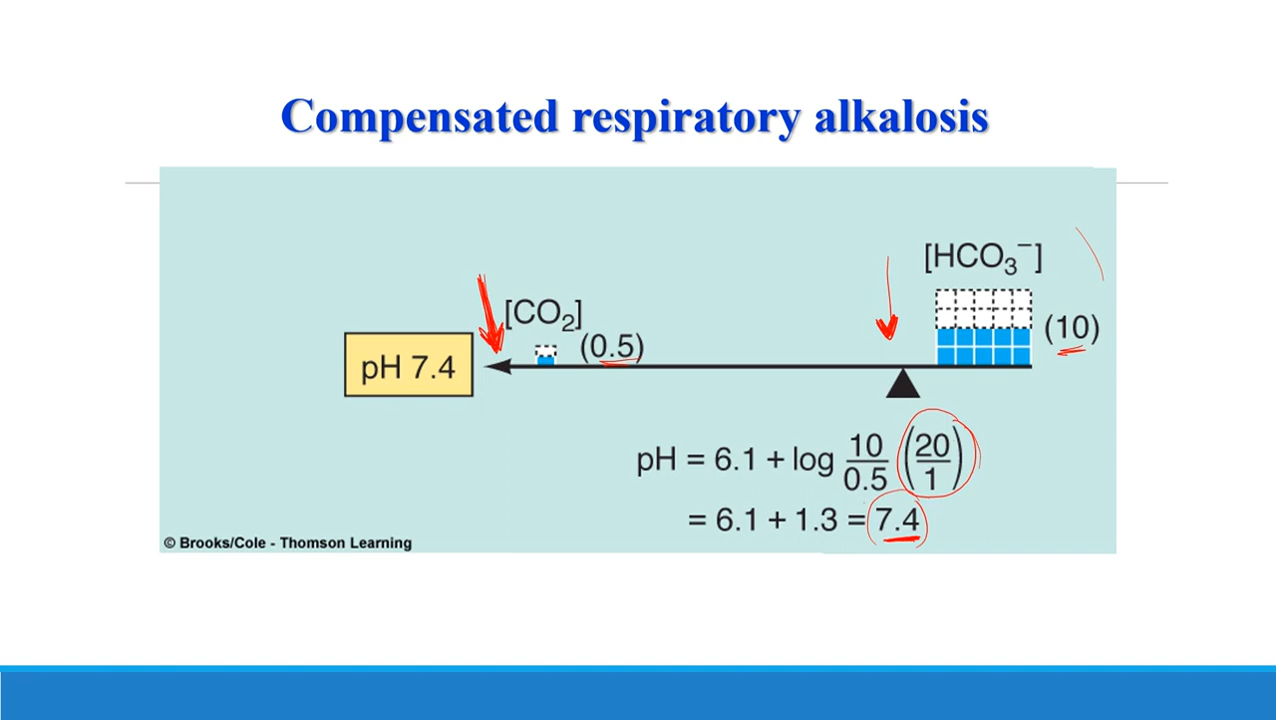 Compensated respiratory alkalosis
[HCO₃⁻]
[CO₂]
(10)
(0.5)
pH 7.4
pH = 6.1 + log 10/0.5 (20/1)
= 6.1 + 1.3 = 7.4
© Brooks/Cole - Thomson Learning